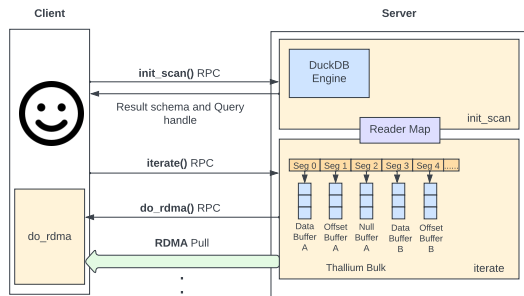 Client
Server
init_scan() RPC
Result schema and Query
handle
DuckDB
Engine
init_scan
Reader Map
iterate() RPC
Seg 0 Seg 1 Seg 2 Seg 3 Seg 4 ......
do_rdma() RPC
Data
Buffer
A
Offset
Buffer
A
Null
Buffer
A
Data
Buffer
B
Offset
Buffer
B
do_rdma
RDMA Pull
Thallium Bulk
iterate